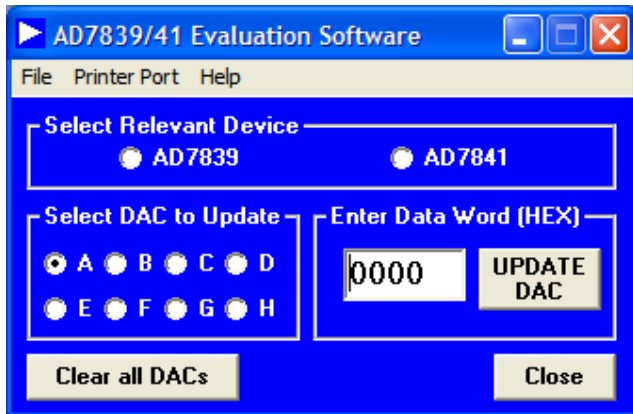 AD7839/41 Evaluation Software
File Printer Port Help
Select Relevant Device
AD7839 AD7841
Select DAC to Update Enter Data Word (HEX)
A B C D
0000 UPDATE DAC
E F G H
Clear all DACs Close